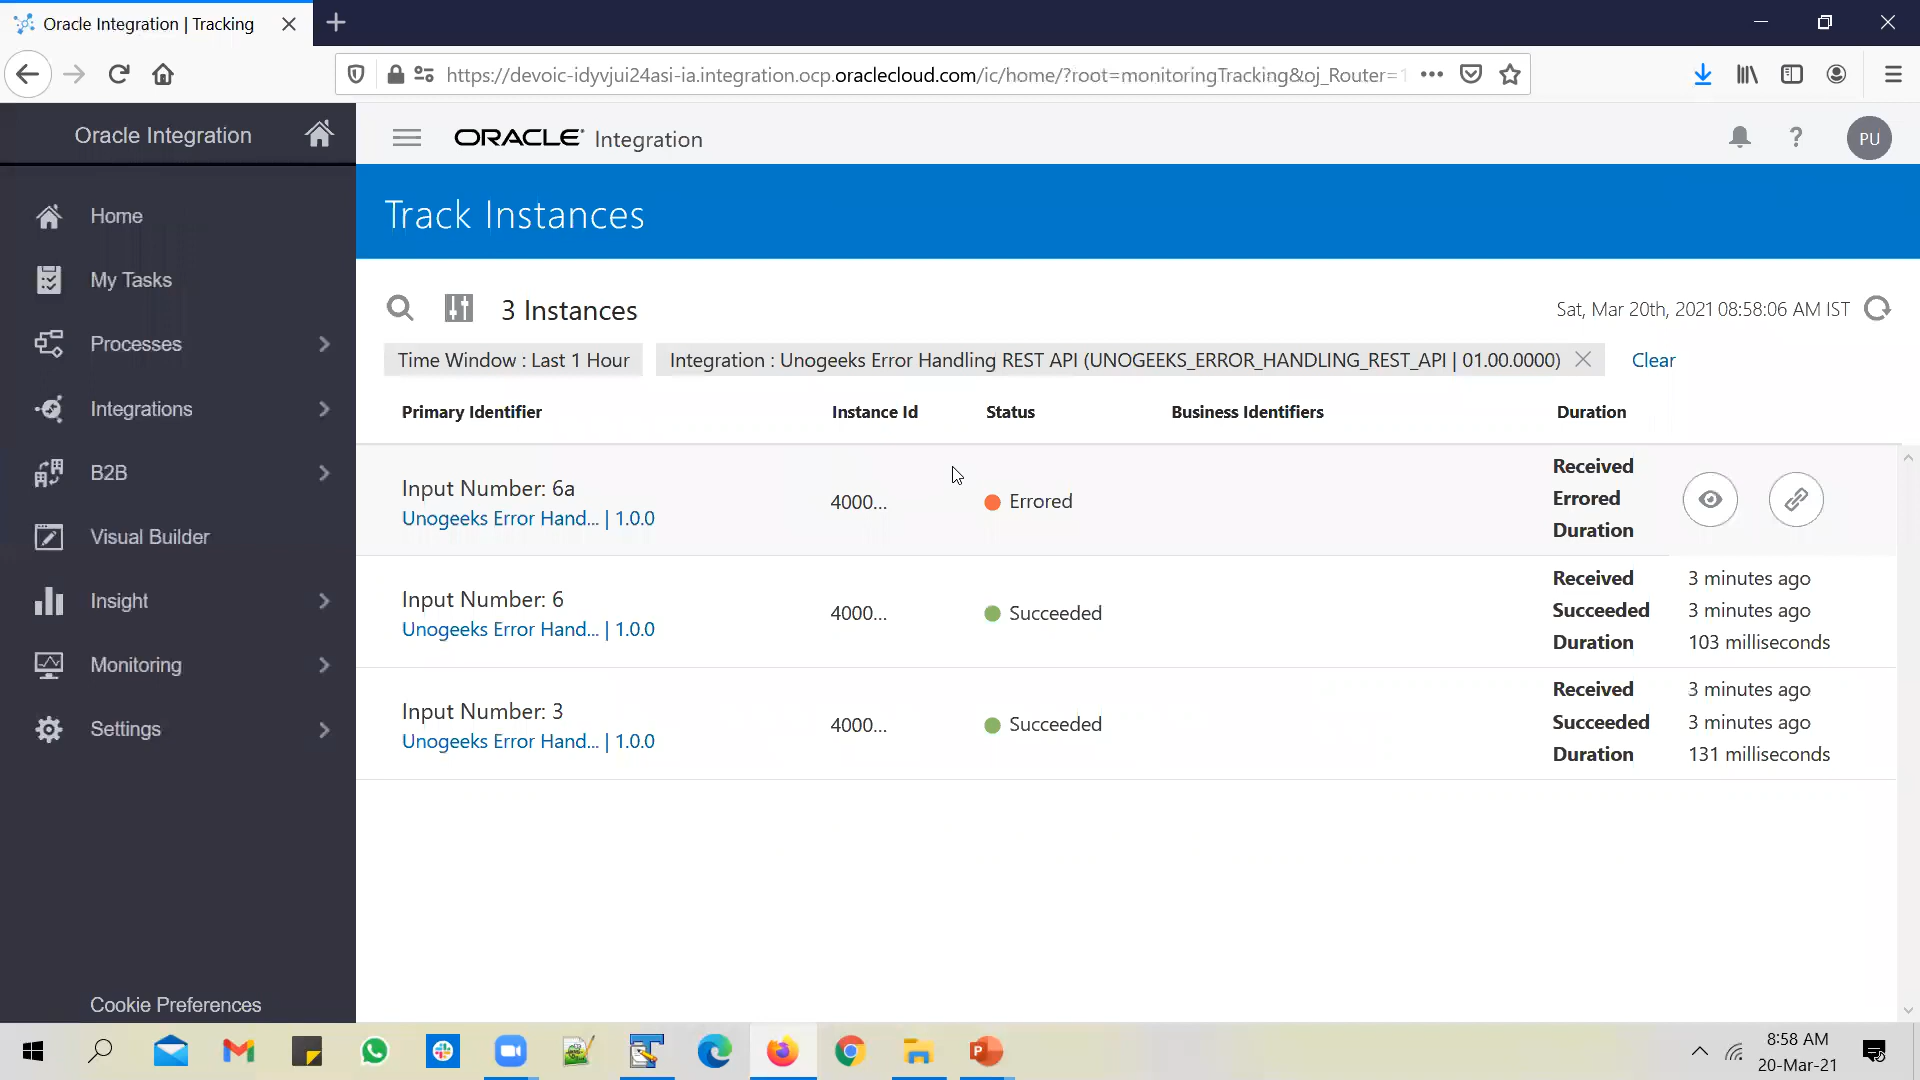 Oracle Integration | Tracking
https://devoic-idyvjui24asi-ia.integration.ocp.oraclecloud.com/ic/home/?root=monitoringTracking&oj_Router=1
Oracle Integration
ORACLE Integration
PU
Home
My Tasks
Processes
Integrations
B2B
Visual Builder
Insight
Monitoring
Settings
Cookie Preferences
Track Instances
3 Instances
Sat, Mar 20th, 2021 08:58:06 AM IST
Time Window : Last 1 Hour
Integration : Unogeeks Error Handling REST API (UNOGEEKS_ERROR_HANDLING_REST_API | 01.00.0000)
Clear
Primary Identifier Instance Id Status Business Identifiers Duration
Input Number: 6a
Unogeeks Error Hand... | 1.0.0
4000...
Errored
Received
Errored
Duration
Input Number: 6
Unogeeks Error Hand... | 1.0.0
4000...
Succeeded
Received 3 minutes ago
Succeeded 3 minutes ago
Duration 103 milliseconds
Input Number: 3
Unogeeks Error Hand... | 1.0.0
4000...
Succeeded
Received 3 minutes ago
Succeeded 3 minutes ago
Duration 131 milliseconds
8:58 AM
20-Mar-21